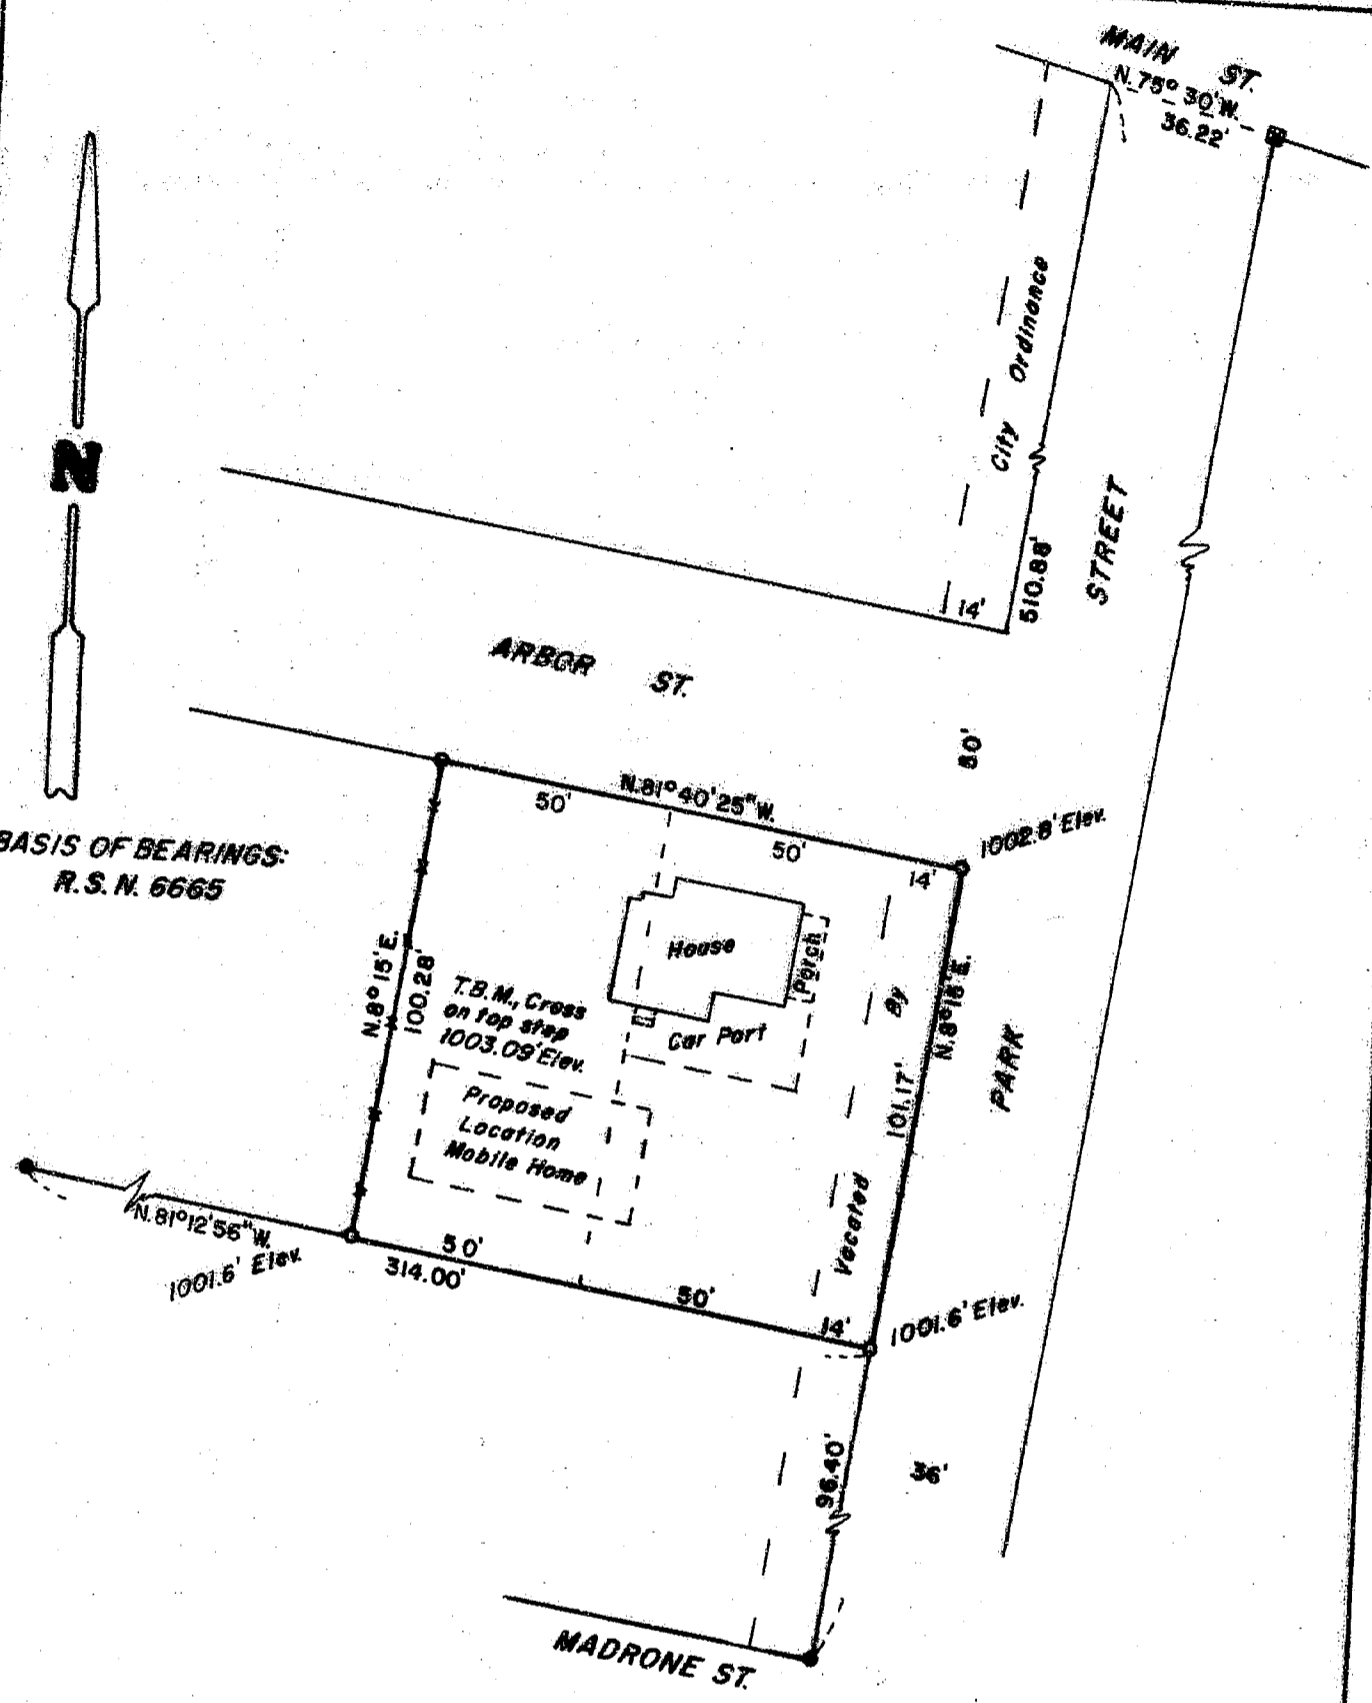 MAIN ST.
N. 75° 30' W.
36.22'
City Ordinance
N
STREET
510.88'
14'
ARBOR ST.
80'
50'
N.81°40'25"W.
50'
1002.8' Elev.
14'
BASIS OF BEARINGS:
R.S.N. 6665
House
Porch
N.8° 15' E.
100.28'
T.B.M., Cross
on top step
1003.09' Elev.
By
N.8°15'E.
Car Port
PARK
101.17'
Proposed
Location
Mobile Home
Vacated
N.81°12'56"W.
1001.6' Elev.
50'
314.00'
50'
14'
1001.6' Elev.
96.40'
36'
MADRONE ST.